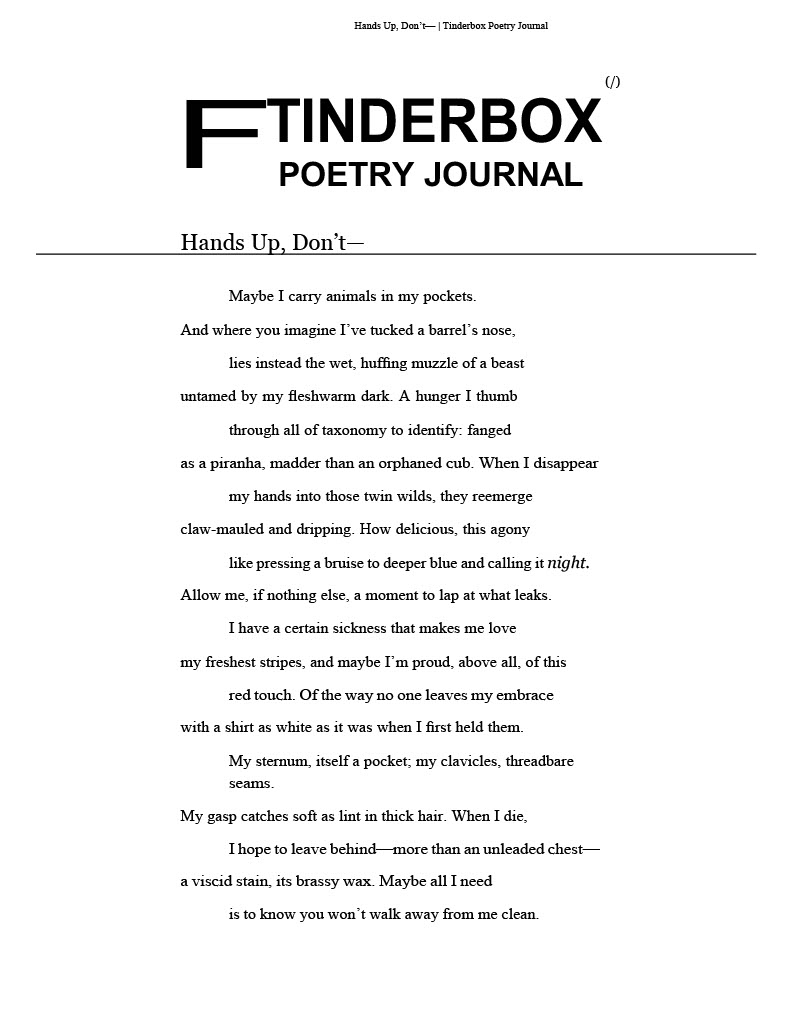 Hands Up, Don’t— | Tinderbox Poetry Journal
(/)
F TINDERBOX
POETRY JOURNAL
Hands Up, Don’t—
Maybe I carry animals in my pockets.
And where you imagine I’ve tucked a barrel’s nose,
lies instead the wet, huffing muzzle of a beast
untamed by my fleshwarm dark. A hunger I thumb
through all of taxonomy to identify: fanged
as a piranha, madder than an orphaned cub. When I disappear
my hands into those twin wilds, they reemerge
claw-mauled and dripping. How delicious, this agony
like pressing a bruise to deeper blue and calling it night.
Allow me, if nothing else, a moment to lap at what leaks.
I have a certain sickness that makes me love
my freshest stripes, and maybe I’m proud, above all, of this
red touch. Of the way no one leaves my embrace
with a shirt as white as it was when I first held them.
My sternum, itself a pocket; my clavicles, threadbare
seams.
My gasp catches soft as lint in thick hair. When I die,
I hope to leave behind—more than an unleaded chest—
a viscid stain, its brassy wax. Maybe all I need
is to know you won’t walk away from me clean.